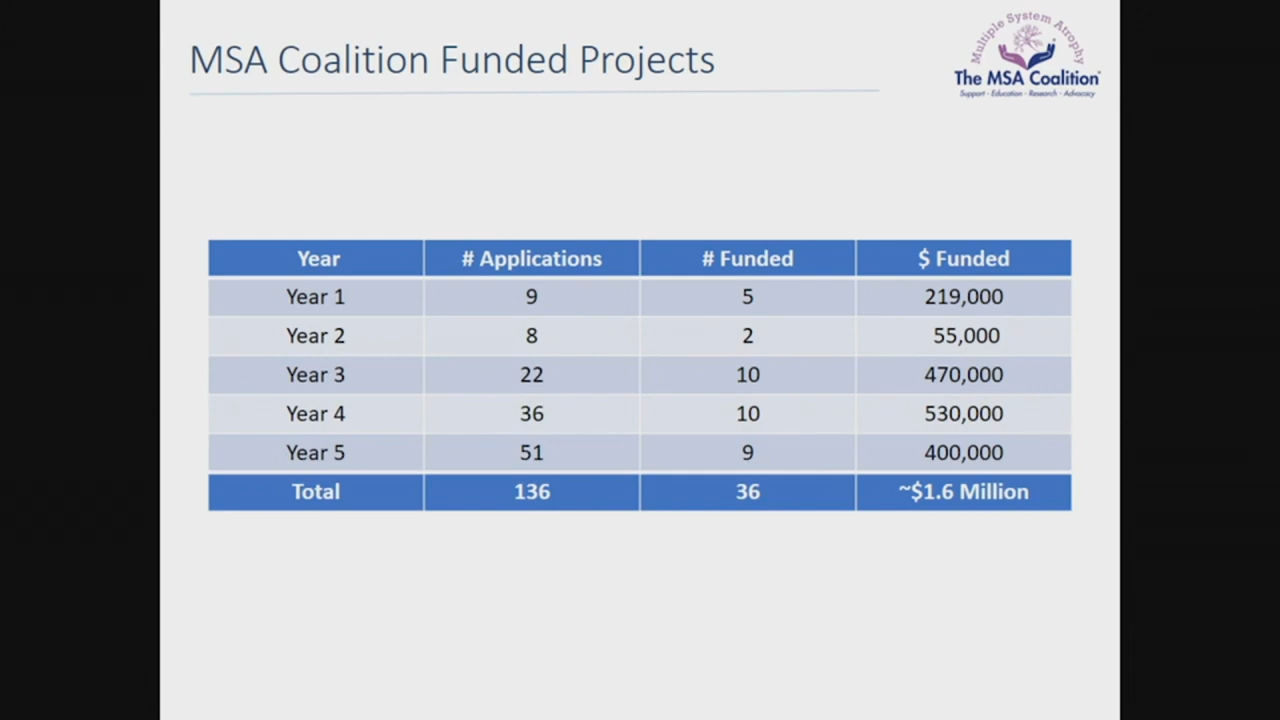 MSA Coalition Funded Projects
Multiple System Atrophy
The MSA Coalition
Support - Education - Research - Advocacy
Year # Applications # Funded $ Funded
Year 1 9 5 219,000
Year 2 8 2 55,000
Year 3 22 10 470,000
Year 4 36 10 530,000
Year 5 51 9 400,000
Total 136 36 ~$1.6 Million